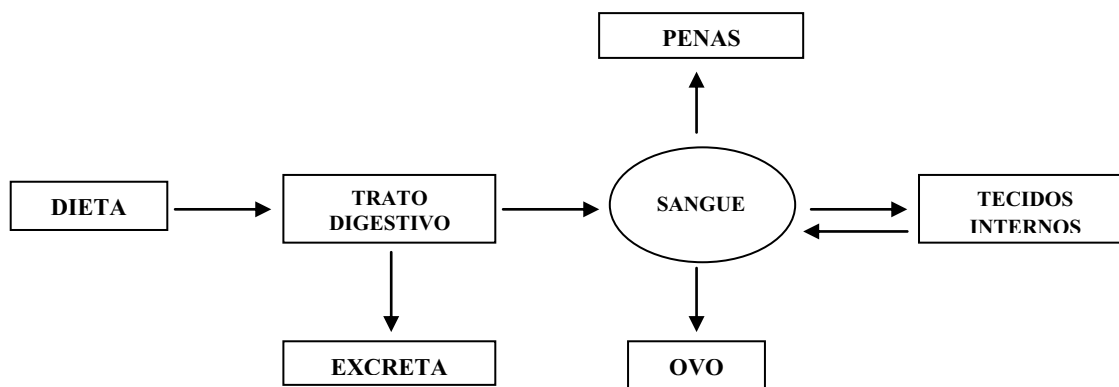 PENAS
DIETA
TRATO
DIGESTIVO
SANGUE
TECIDOS
INTERNOS
EXCRETA
OVO